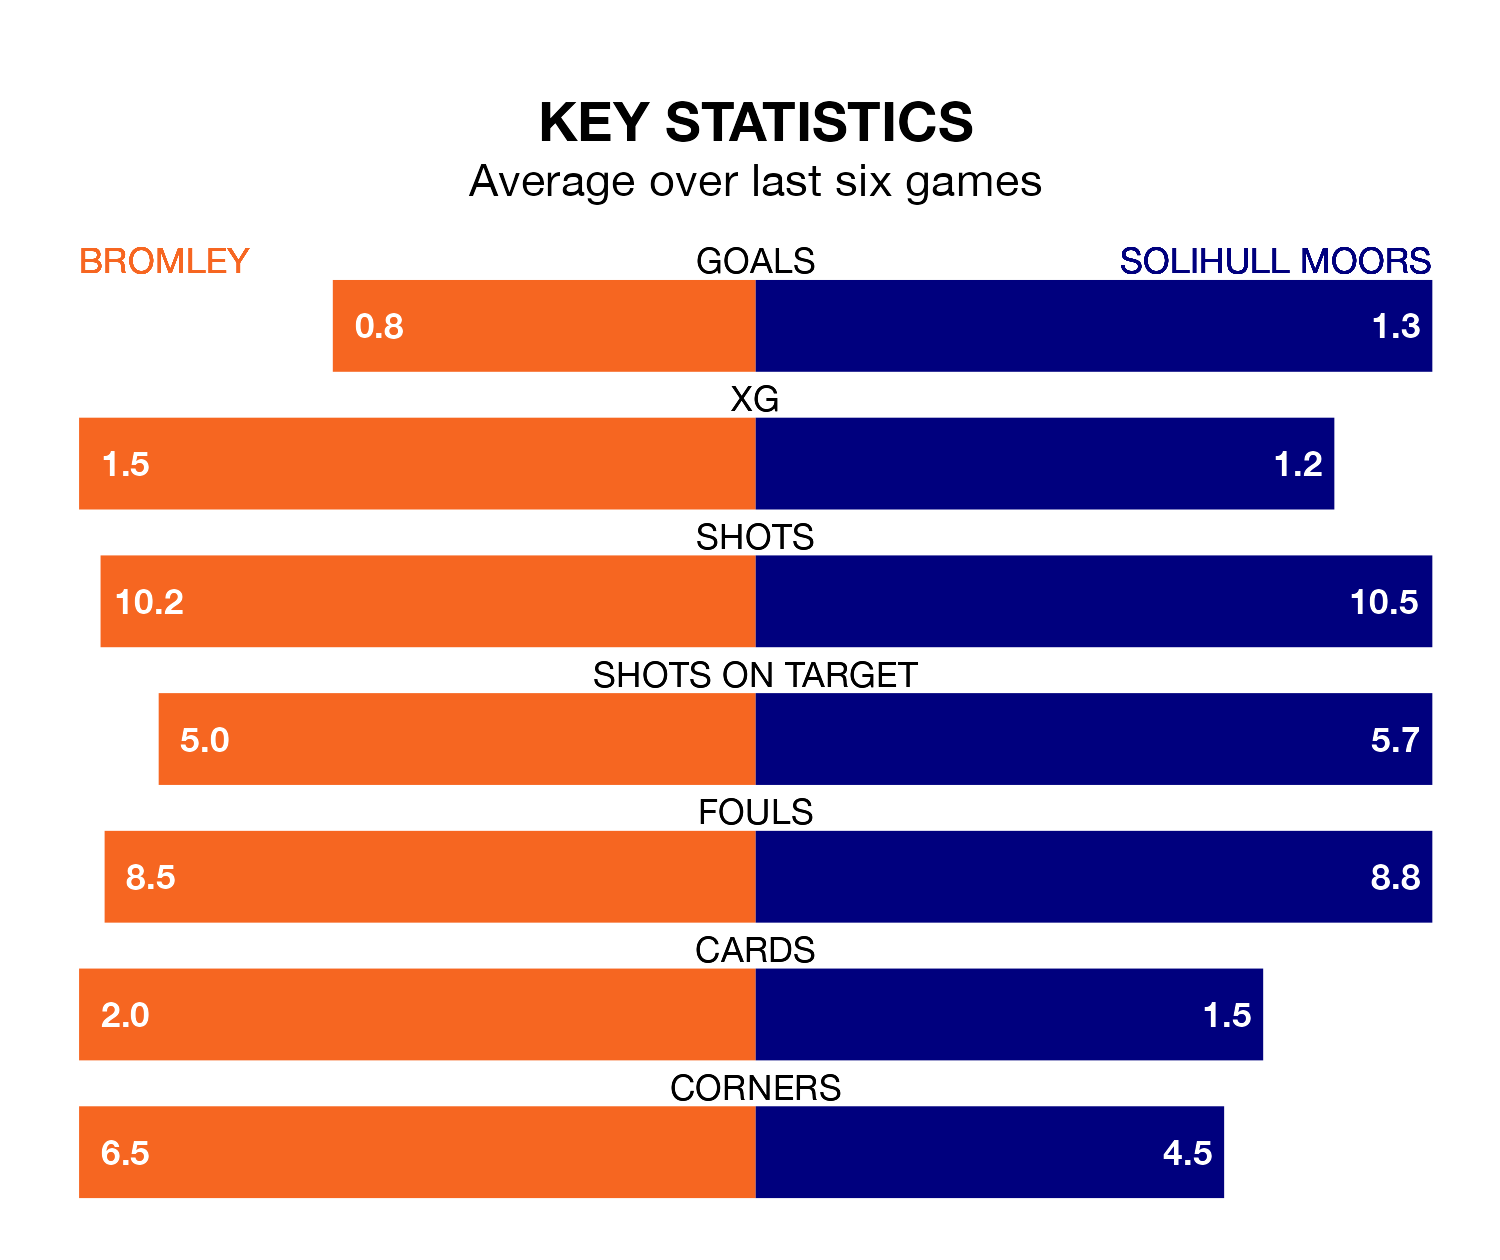 KEY STATISTICS
Average over last six games
BROMLEY GOALS SOLIHULL MOORS
0.8 1.3
XG
1.5 1.2
SHOTS
10.2 10.5
SHOTS ON TARGET
5.0 5.7
FOULS
8.5 8.8
CARDS
2.0 1.5
CORNERS
6.5 4.5